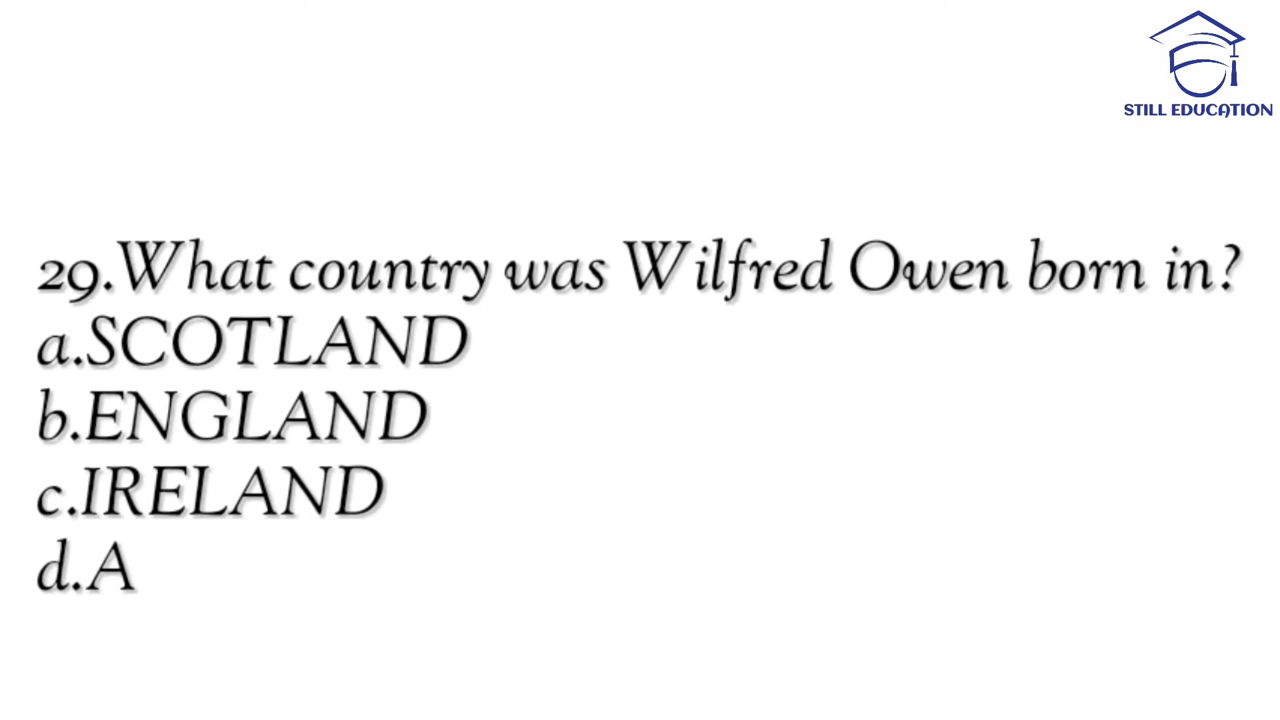 STILL EDUCATION
29.What country was Wilfred Owen born in?
a.SCOTLAND
b.ENGLAND
c.IRELAND
d.A